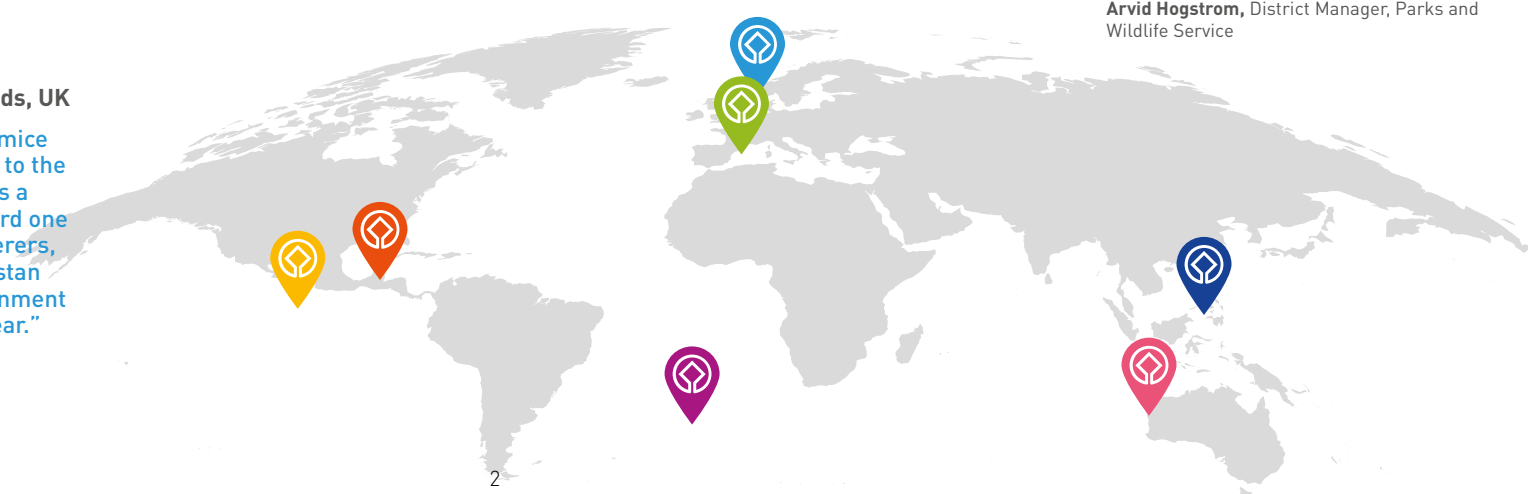 Arvid Hogstrom, District Manager, Parks and
Wildlife Service
ds, UK
mice
to the
s a
rd one
erers,
stan
nment
ear.”
2